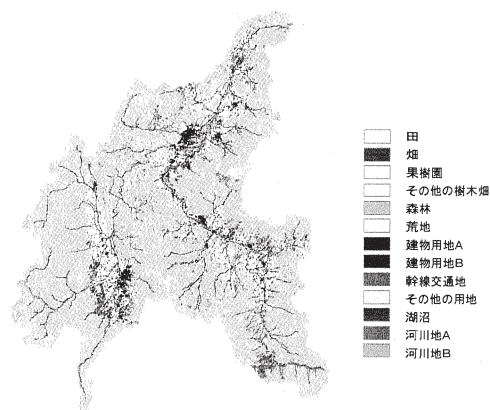 田
畑
果樹園
その他の樹木畑
森林
荒地
建物用地A
建物用地B
幹線交通地
その他の用地
湖沼
河川地A
河川地B